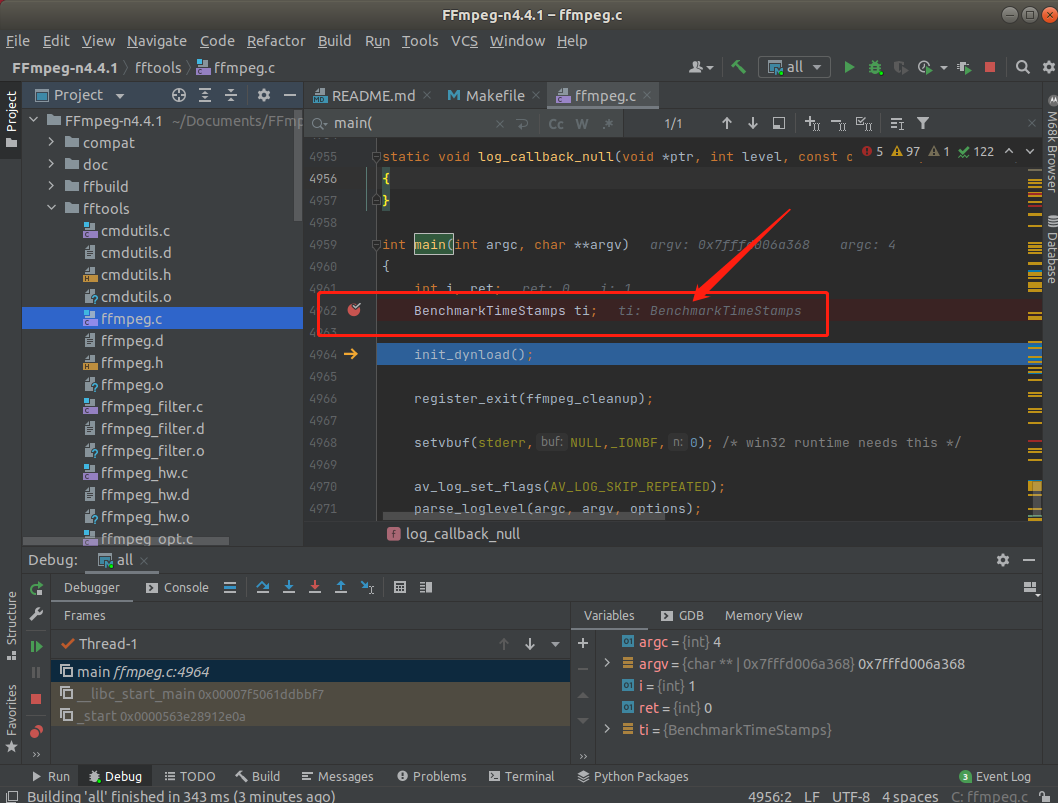 FFmpeg-n4.4.1 – ffmpeg.c
File Edit View Navigate Code Refactor Build Run Tools VCS Window Help
FFmpeg-n4.4.1 fftools ffmpeg.c all
Project
Project
README.md
Makefile
ffmpeg.c
FFmpeg-n4.4.1 ~/Documents/FFmp
compat
doc
ffbuild
fftools
cmdutils.c
cmdutils.d
cmdutils.h
cmdutils.o
ffmpeg.c
ffmpeg.d
ffmpeg.h
ffmpeg.o
ffmpeg_filter.c
ffmpeg_filter.d
ffmpeg_filter.o
ffmpeg_hw.c
ffmpeg_hw.d
ffmpeg_hw.o
ffmpeg_opt.c
main( Cc W .* 1/1
5 97 1 122
4955 static void log_callback_null(void *ptr, int level, const c
4956 {
4957 }
4958
4959 int main(int argc, char **argv) argv: 0x7fffd006a368 argc: 4
4960 {
4961 int i, ret; ret: 0 i: 1
4962 BenchmarkTimeStamps ti; ti: BenchmarkTimeStamps
4963
4964 init_dynload();
4965
4966 register_exit(ffmpeg_cleanup);
4967
4968 setvbuf(stderr, buf: NULL,_IONBF, n: 0); /* win32 runtime needs this */
4969
4970 av_log_set_flags(AV_LOG_SKIP_REPEATED);
4971 parse_loglevel(argc, argv, options);
log_callback_null
M68k Browser
Database
Structure
Favorites
Debug: all
Debugger Console
Frames
Thread-1
main ffmpeg.c:4964
__libc_start_main 0x00007f5061ddbbf7
_start 0x0000563e28912e0a
Variables GDB Memory View
argc = {int} 4
argv = {char ** | 0x7fffd006a368} 0x7fffd006a368
i = {int} 1
ret = {int} 0
ti = {BenchmarkTimeStamps}
Run Debug TODO Build Messages Problems Terminal Python Packages 3 Event Log
Building 'all' finished in 343 ms (3 minutes ago) 4956:2 LF UTF-8 4 spaces C: ffmpeg.c